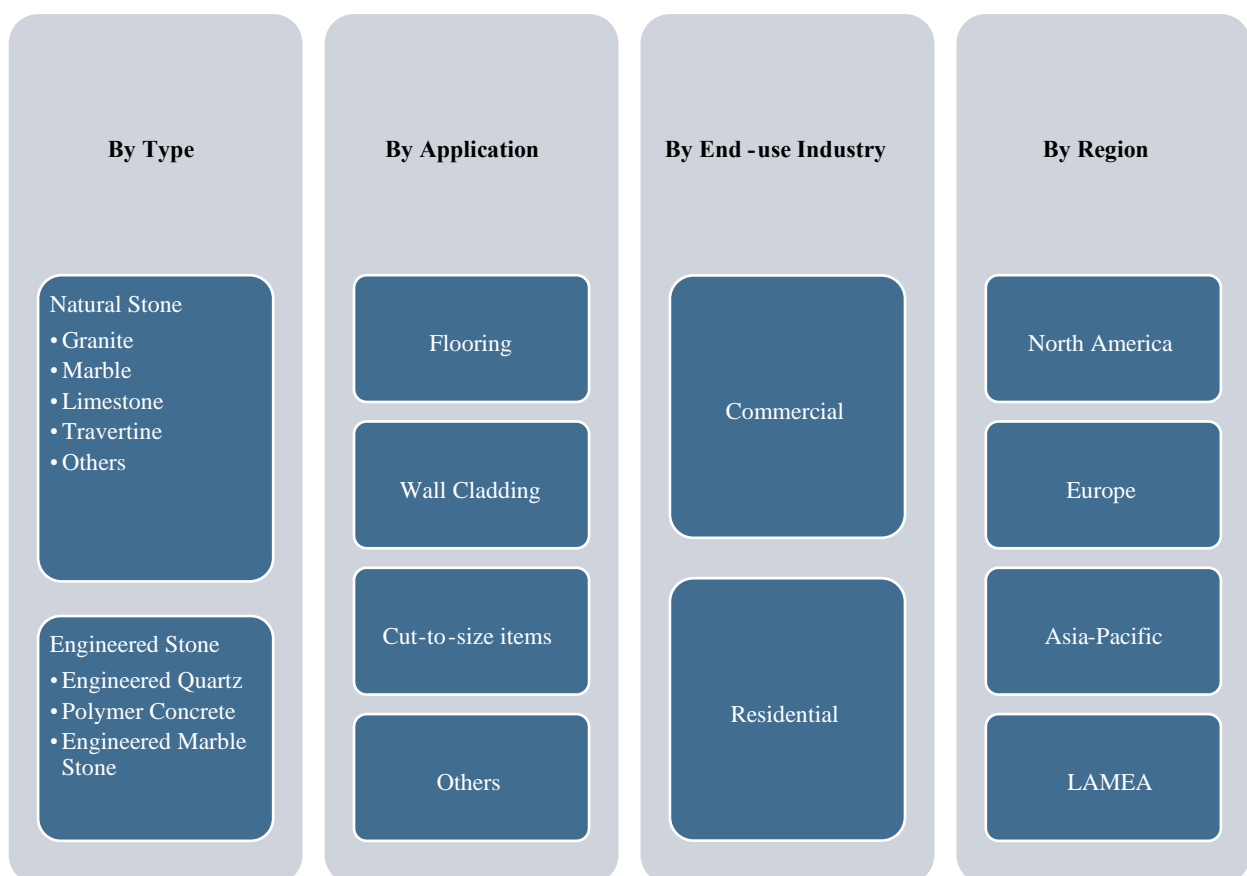 By Type
Natural Stone
• Granite
• Marble
• Limestone
• Travertine
• Others
Engineered Stone
• Engineered Quartz
• Polymer Concrete
• Engineered Marble
Stone
By Application
Flooring
Wall Cladding
Cut-to-size items
Others
By End -use Industry
Commercial
Residential
By Region
North America
Europe
Asia-Pacific
LAMEA